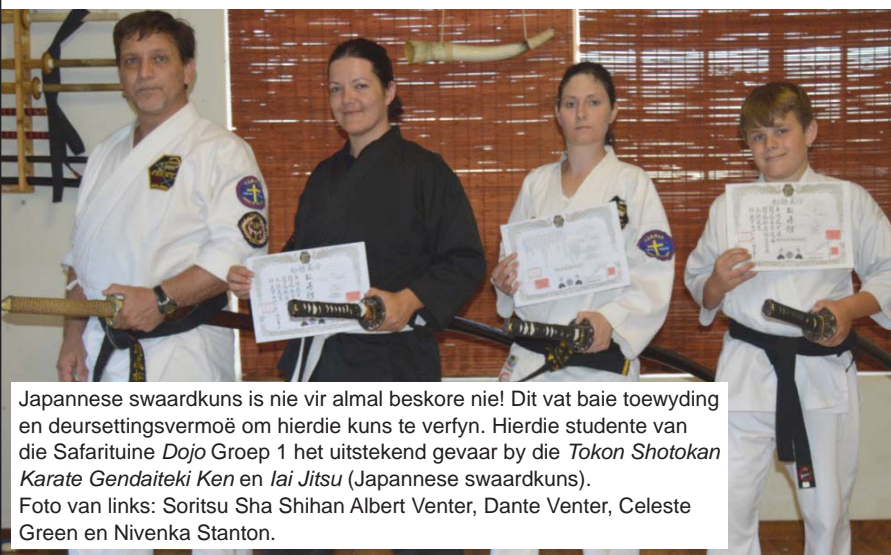 Japannese swaardkuns is nie vir almal beskore nie! Dit vat baie toewyding
en deursettingsvermoë om hierdie kuns te verfyn. Hierdie studente van
die Safarituine Dojo Groep 1 het uitstekend gevaar by die Tokon Shotokan
Karate Gendaiteki Ken en Iai Jitsu (Japannese swaardkuns).
Foto van links: Soritsu Sha Shihan Albert Venter, Dante Venter, Celeste
Green en Nivenka Stanton.